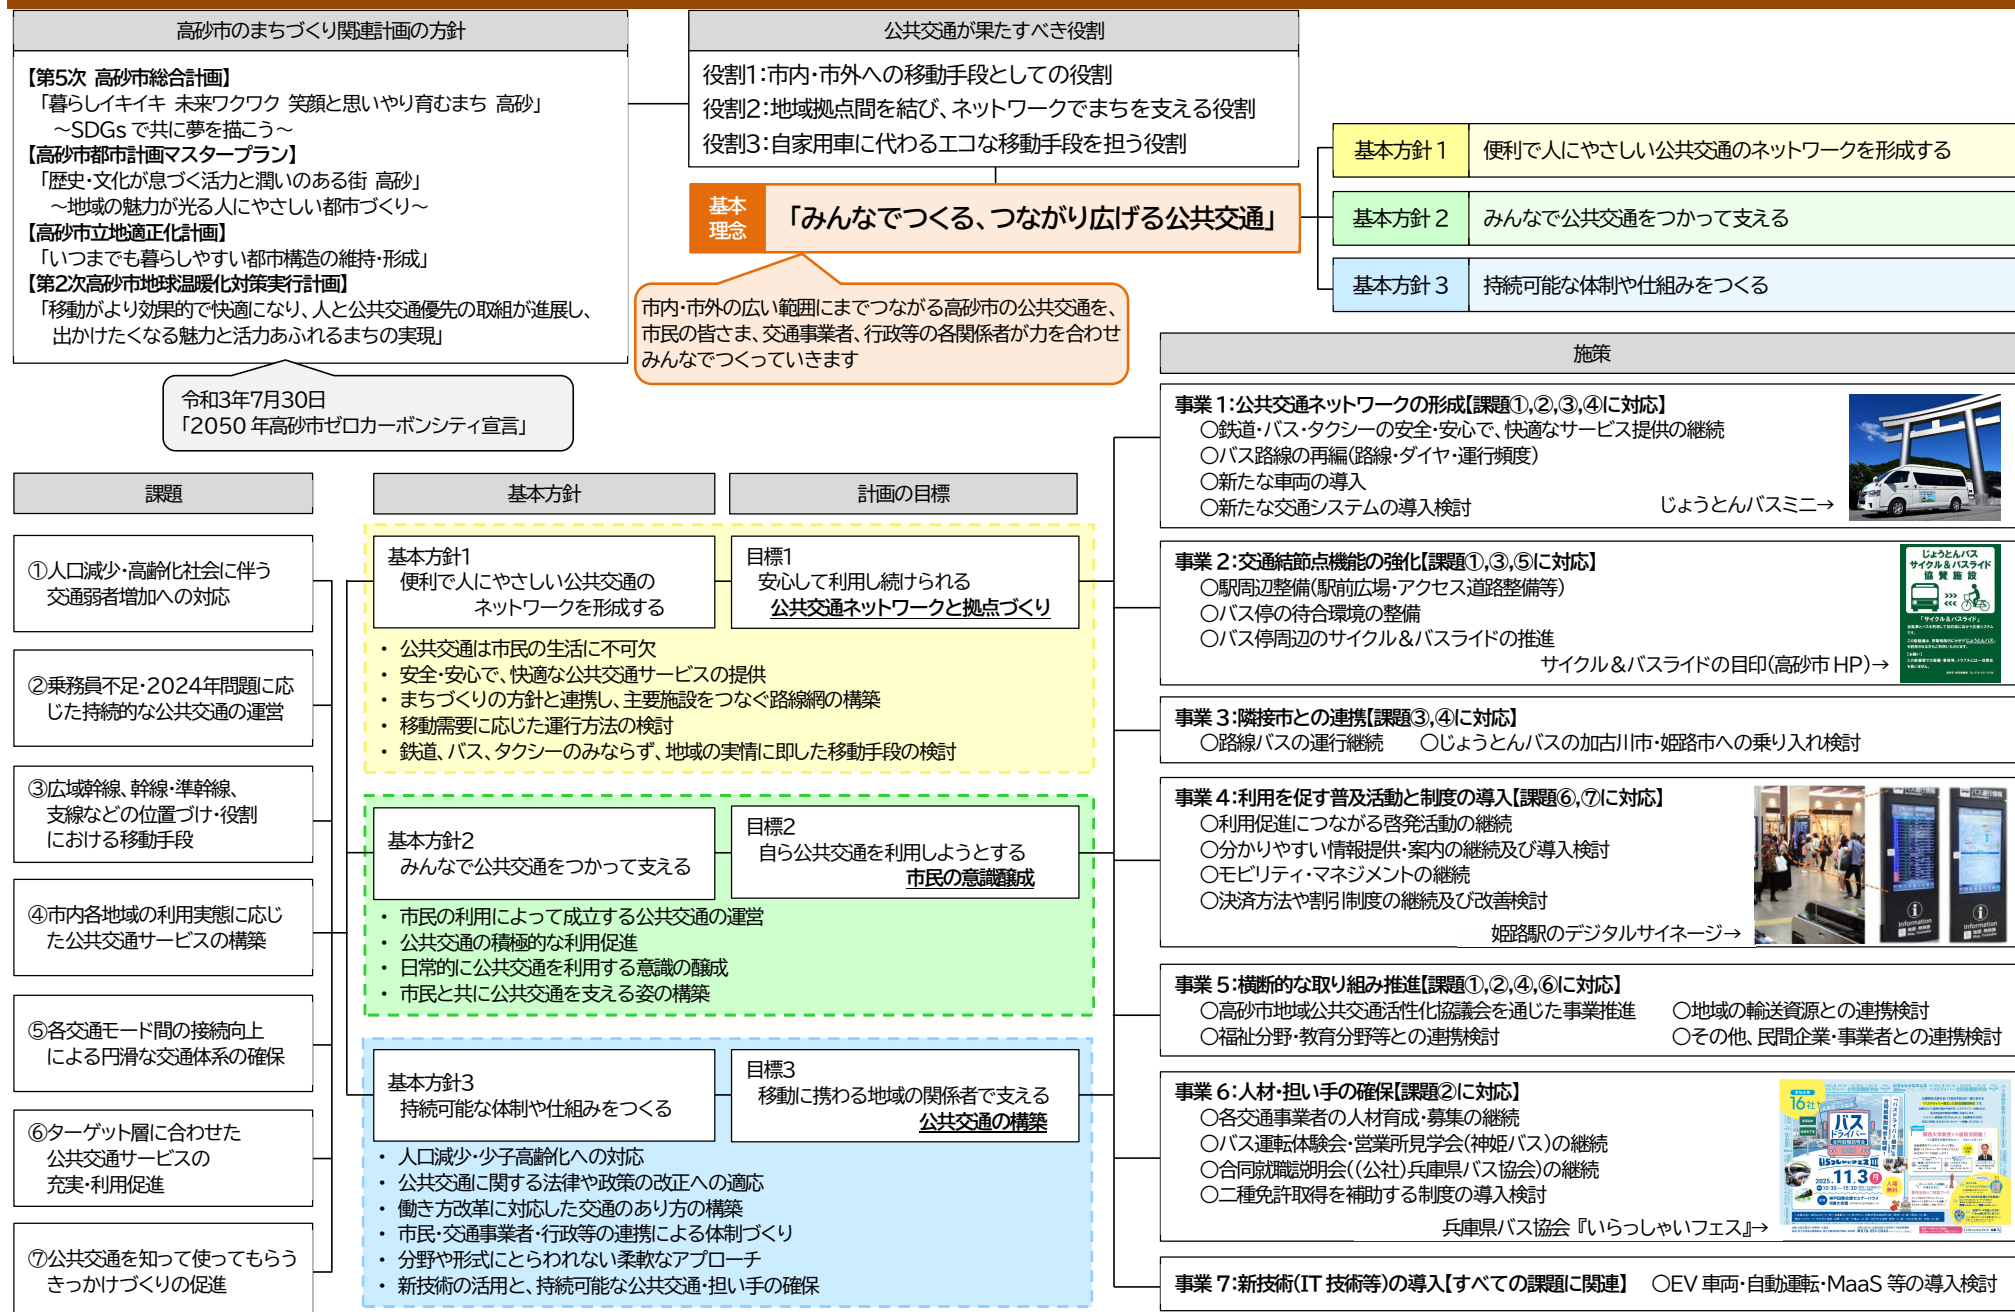 高砂市のまちづくり関連計画の方針
【第5次 高砂市総合計画】
「暮らしイキイキ 未来ワクワク 笑顔と思いやり育むまち 高砂」
～SDGsで共に夢を描こう～
【高砂市都市計画マスタープラン】
「歴史・文化が息づく活力と潤いのある街 高砂」
～地域の魅力が光る人にやさしい都市づくり～
【高砂市立地適正化計画】
「いつまでも暮らしやすい都市構造の維持・形成」
【第2次高砂市地球温暖化対策実行計画】
「移動がより効果的で快適になり、人と公共交通優先の取組が進展し、
出かけたくなる魅力と活力あふれるまちの実現」
令和3年7月30日
「2050年高砂市ゼロカーボンシティ宣言」
公共交通が果たすべき役割
役割1：市内・市外への移動手段としての役割
役割2：地域拠点間を結び、ネットワークでまちを支える役割
役割3：自家用車に代わるエコな移動手段を担う役割
基本
理念
「みんなでつくる、つながり広げる公共交通」
市内・市外の広い範囲にまでつながる高砂市の公共交通を、
市民の皆さま、交通事業者、行政等の各関係者が力を合わせ
みんなでつくっていきます
基本方針1 便利で人にやさしい公共交通のネットワークを形成する
基本方針2 みんなで公共交通をつかって支える
基本方針3 持続可能な体制や仕組みをつくる
課題
①人口減少・高齢化社会に伴う
交通弱者増加への対応
②乗務員不足・2024年問題に応
じた持続的な公共交通の運営
③広域幹線、幹線・準幹線、
支線などの位置づけ・役割
における移動手段
④市内各地域の利用実態に応じ
た公共交通サービスの構築
⑤各交通モード間の接続向上
による円滑な交通体系の確保
⑥ターゲット層に合わせた
公共交通サービスの
充実・利用促進
⑦公共交通を知って使ってもらう
きっかけづくりの促進
基本方針
計画の目標
基本方針1
便利で人にやさしい公共交通の
ネットワークを形成する
目標1
安心して利用し続けられる
公共交通ネットワークと拠点づくり
・ 公共交通は市民の生活に不可欠
・ 安全・安心で、快適な公共交通サービスの提供
・ まちづくりの方針と連携し、主要施設をつなぐ路線網の構築
・ 移動需要に応じた運行方法の検討
・ 鉄道、バス、タクシーのみならず、地域の実情に即した移動手段の検討
基本方針2
みんなで公共交通をつかって支える
目標2
自ら公共交通を利用しようとする
市民の意識醸成
・ 市民の利用によって成立する公共交通の運営
・ 公共交通の積極的な利用促進
・ 日常的に公共交通を利用する意識の醸成
・ 市民と共に公共交通を支える姿の構築
基本方針3
持続可能な体制や仕組みをつくる
目標3
移動に携わる地域の関係者で支える
公共交通の構築
・ 人口減少・少子高齢化への対応
・ 公共交通に関する法律や政策の改正への適応
・ 働き方改革に対応した交通のあり方の構築
・ 市民・交通事業者・行政等の連携による体制づくり
・ 分野や形式にとらわれない柔軟なアプローチ
・ 新技術の活用と、持続可能な公共交通・担い手の確保
施策
事業1：公共交通ネットワークの形成【課題①,②,③,④に対応】
○鉄道・バス・タクシーの安全・安心で、快適なサービス提供の継続
○バス路線の再編(路線・ダイヤ・運行頻度)
○新たな車両の導入
○新たな交通システムの導入検討
じょうとんバスミニ→
事業2：交通結節点機能の強化【課題①,③,⑤に対応】
○駅周辺整備(駅前広場・アクセス道路整備等)
○バス停の待合環境の整備
○バス停周辺のサイクル＆バスライドの推進
サイクル＆バスライドの目印(高砂市HP)→
じょうとんバス
サイクル＆バスライド
協賛施設
「サイクル＆バスライド」
事業3：隣接市との連携【課題③,④に対応】
○路線バスの運行継続 ○じょうとんバスの加古川市・姫路市への乗り入れ検討
事業4：利用を促す普及活動と制度の導入【課題⑥,⑦に対応】
○利用促進につながる啓発活動の継続
○分かりやすい情報提供・案内の継続及び導入検討
○モビリティ・マネジメントの継続
○決済方法や割引制度の継続及び改善検討
姫路駅のデジタルサイネージ→
Information
Information
事業5：横断的な取り組み推進【課題①,②,④,⑥に対応】
○高砂市地域公共交通活性化協議会を通じた事業推進 ○地域の輸送資源との連携検討
○福祉分野・教育分野等との連携検討 ○その他、民間企業・事業者との連携検討
事業6：人材・担い手の確保【課題②に対応】
○各交通事業者の人材育成・募集の継続
○バス運転体験会・営業所見学会(神姫バス)の継続
○合同就職説明会((公社)兵庫県バス協会)の継続
○二種免許取得を補助する制度の導入検討
兵庫県バス協会『いらっしゃいフェス』→
16社
バス
ドライバー
いらっしゃいフェスⅢ
2025.11.3
10:30～15:30
入場
無料
事業7：新技術(IT技術等)の導入【すべての課題に関連】 ○EV車両・自動運転・MaaS等の導入検討